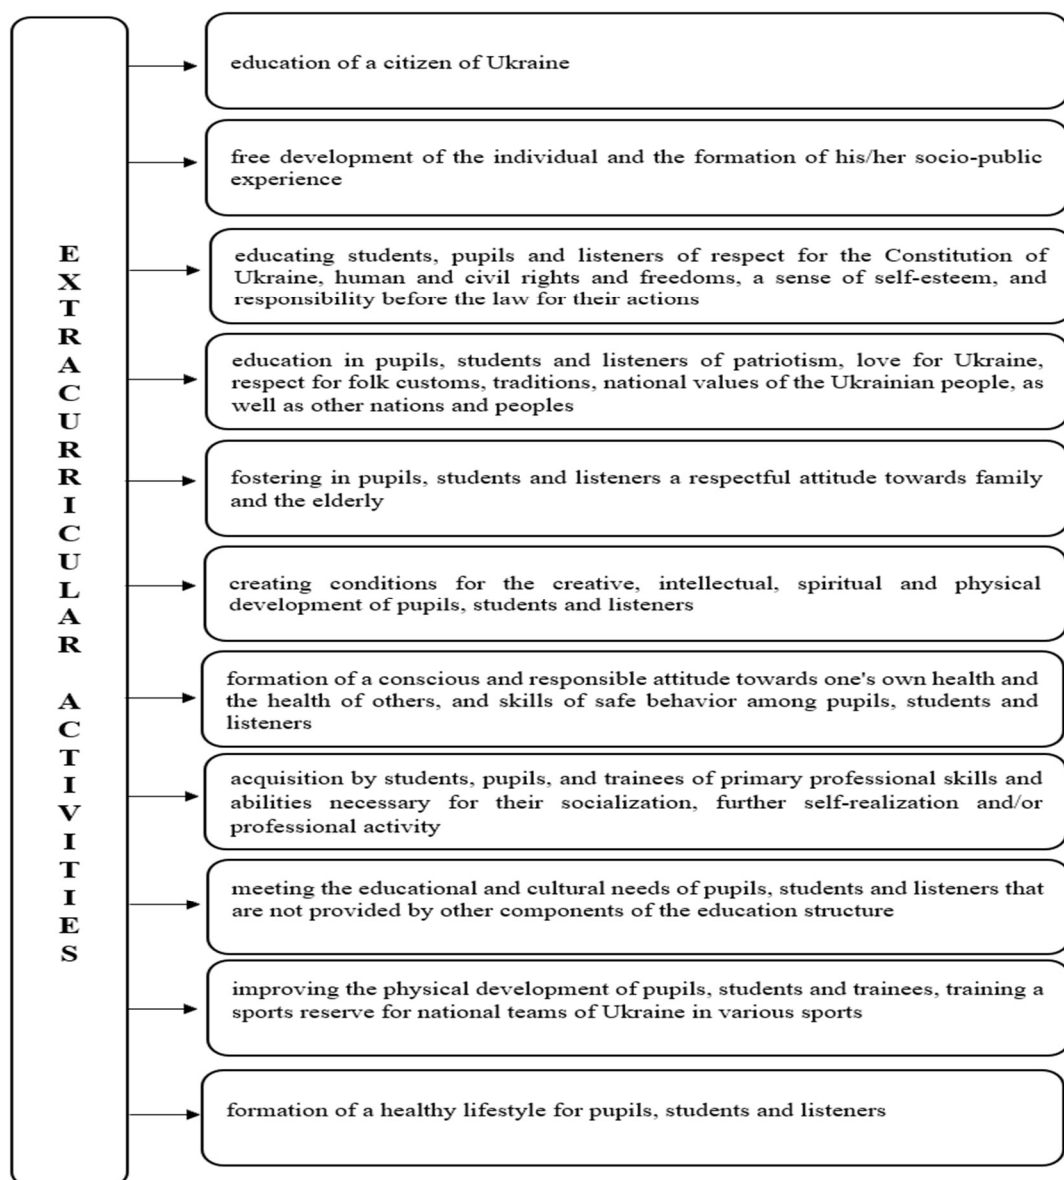 EXTRACURRICULAR ACTIVITIES
education of a citizen of Ukraine
free development of the individual and the formation of his/her socio-public
experience
educating students, pupils and listeners of respect for the Constitution of
Ukraine, human and civil rights and freedoms, a sense of self-esteem, and
responsibility before the law for their actions
education in pupils, students and listeners of patriotism, love for Ukraine,
respect for folk customs, traditions, national values of the Ukrainian people, as
well as other nations and peoples
fostering in pupils, students and listeners a respectful attitude towards family
and the elderly
creating conditions for the creative, intellectual, spiritual and physical
development of pupils, students and listeners
formation of a conscious and responsible attitude towards one's own health and
the health of others, and skills of safe behavior among pupils, students and
listeners
acquisition by students, pupils, and trainees of primary professional skills and
abilities necessary for their socialization, further self-realization and/or
professional activity
meeting the educational and cultural needs of pupils, students and listeners that
are not provided by other components of the education structure
improving the physical development of pupils, students and trainees, training a
sports reserve for national teams of Ukraine in various sports
formation of a healthy lifestyle for pupils, students and listeners